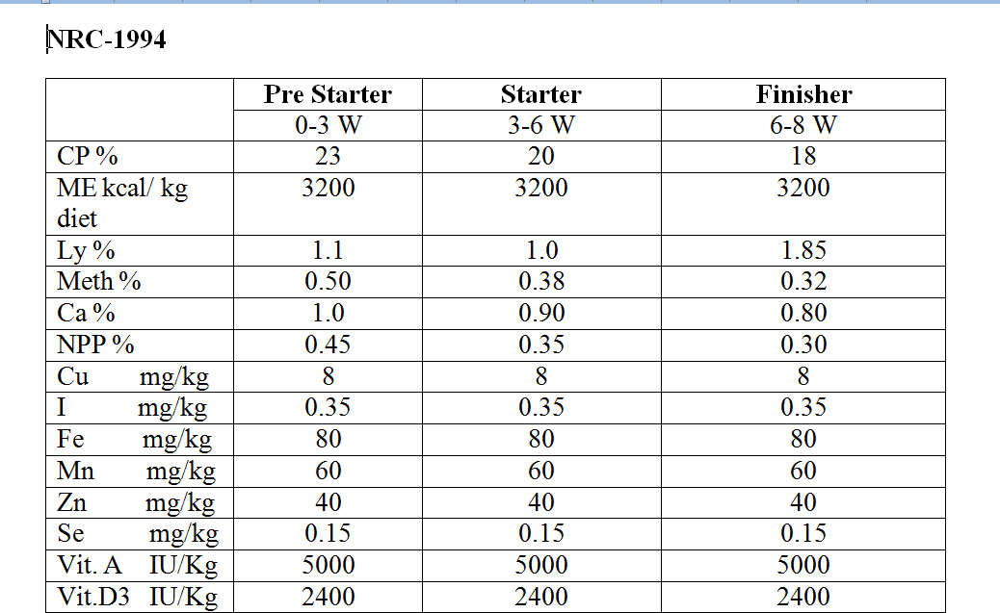 NRC-1994
Pre Starter Starter Finisher
0-3 W 3-6 W 6-8 W
CP % 23 20 18
ME kcal/ kg 3200 3200 3200
diet
Ly % 1.1 1.0 1.85
Meth % 0.50 0.38 0.32
Ca % 1.0 0.90 0.80
NPP % 0.45 0.35 0.30
Cu mg/kg 8 8 8
I mg/kg 0.35 0.35 0.35
Fe mg/kg 80 80 80
Mn mg/kg 60 60 60
Zn mg/kg 40 40 40
Se mg/kg 0.15 0.15 0.15
Vit. A IU/Kg 5000 5000 5000
Vit.D3 IU/Kg 2400 2400 2400